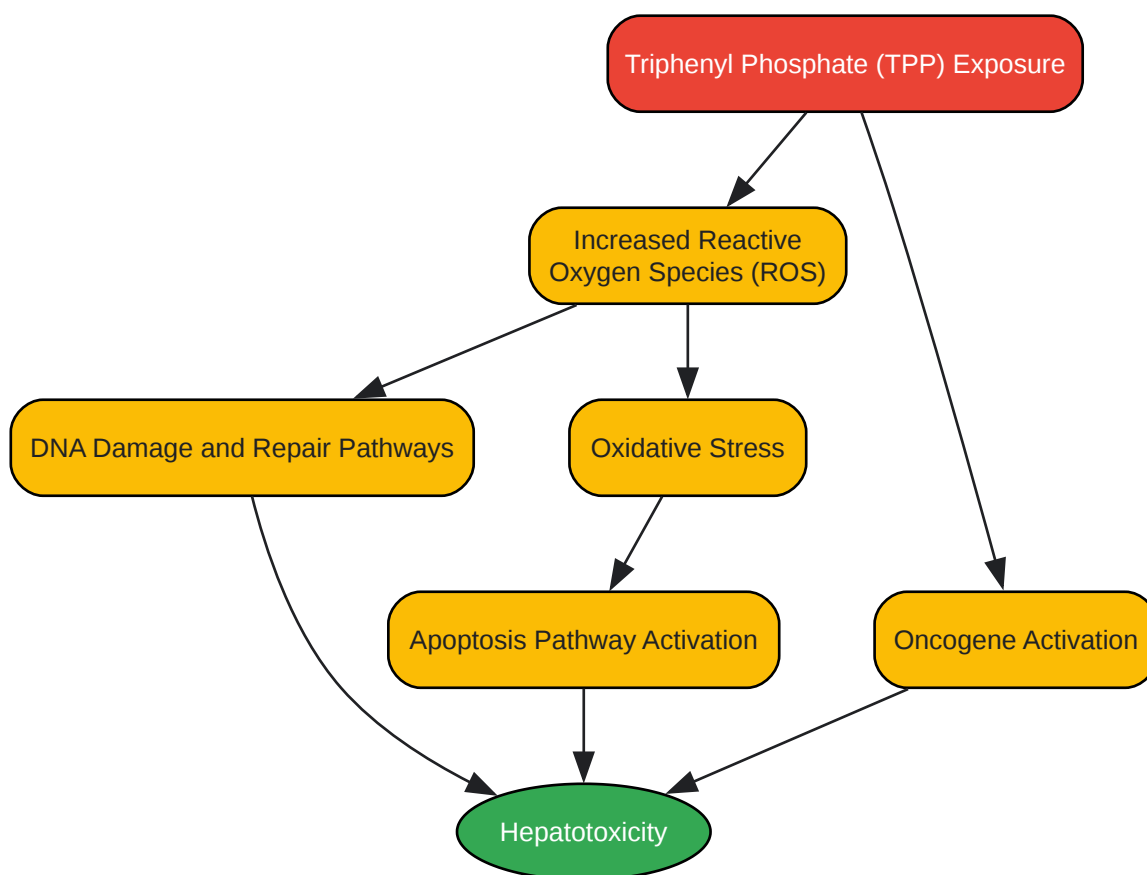 Triphenyl Phosphate (TPP) Exposure
Increased Reactive
Oxygen Species (ROS)
DNA Damage and Repair Pathways
Oxidative Stress
Apoptosis Pathway Activation
Oncogene Activation
Hepatotoxicity